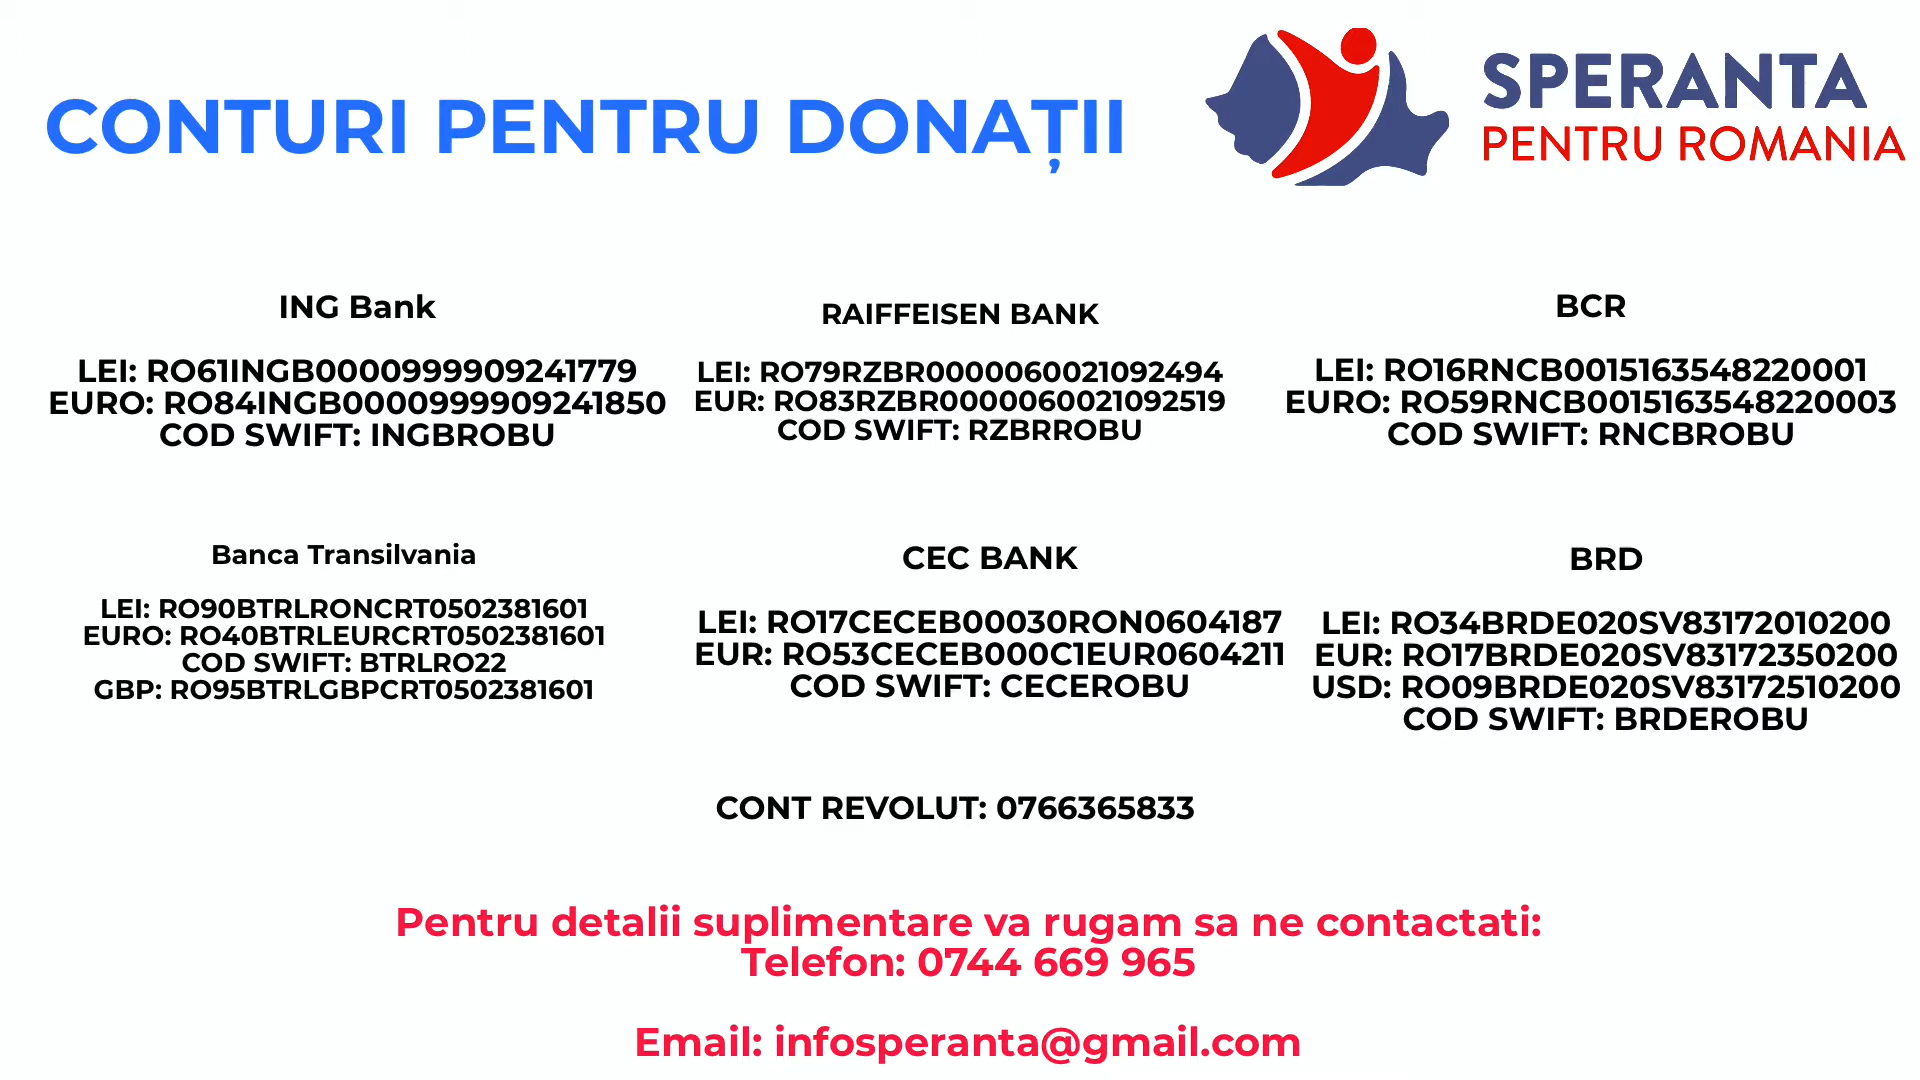 CONTURI PENTRU DONAȚII
SPERANTA
PENTRU ROMANIA
ING Bank
LEI: RO61INGB0000999909241779
EURO: RO84INGB0000999909241850
COD SWIFT: INGBROBU
RAIFFEISEN BANK
LEI: RO79RZBR0000060021092494
EUR: RO83RZBR0000060021092519
COD SWIFT: RZBRROBU
BCR
LEI: RO16RNCB0015163548220001
EURO: RO59RNCB0015163548220003
COD SWIFT: RNCBROBU
Banca Transilvania
LEI: RO90BTRLRONCRT0502381601
EURO: RO40BTRLEURCRT0502381601
COD SWIFT: BTRLRO22
GBP: RO95BTRLGBPCRT0502381601
CEC BANK
LEI: RO17CECEB00030RON0604187
EUR: RO53CECEB000C1EUR0604211
COD SWIFT: CECEROBU
BRD
LEI: RO34BRDE020SV83172010200
EUR: RO17BRDE020SV83172350200
USD: RO09BRDE020SV83172510200
COD SWIFT: BRDEROBU
CONT REVOLUT: 0766365833
Pentru detalii suplimentare va rugam sa ne contactati:
Telefon: 0744 669 965
Email: infosperanta@gmail.com